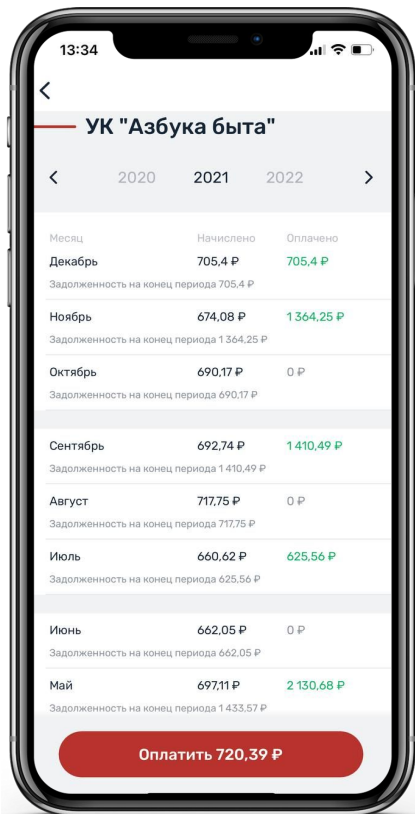 13:34
УК "Азбука быта"
2020 2021 2022
Месяц Начислено Оплачено
Декабрь 705,4 ₽ 705,4 ₽
Задолженность на конец периода 705,4 ₽
Ноябрь 674,08 ₽ 1 364,25 ₽
Задолженность на конец периода 1 364,25 ₽
Октябрь 690,17 ₽ 0 ₽
Задолженность на конец периода 690,17 ₽
Сентябрь 692,74 ₽ 1 410,49 ₽
Задолженность на конец периода 1 410,49 ₽
Август 717,75 ₽ 0 ₽
Задолженность на конец периода 717,75 ₽
Июль 660,62 ₽ 625,56 ₽
Задолженность на конец периода 625,56 ₽
Июнь 662,05 ₽ 0 ₽
Задолженность на конец периода 662,05 ₽
Май 697,11 ₽ 2 130,68 ₽
Задолженность на конец периода 1 433,57 ₽
Оплатить 720,39 ₽